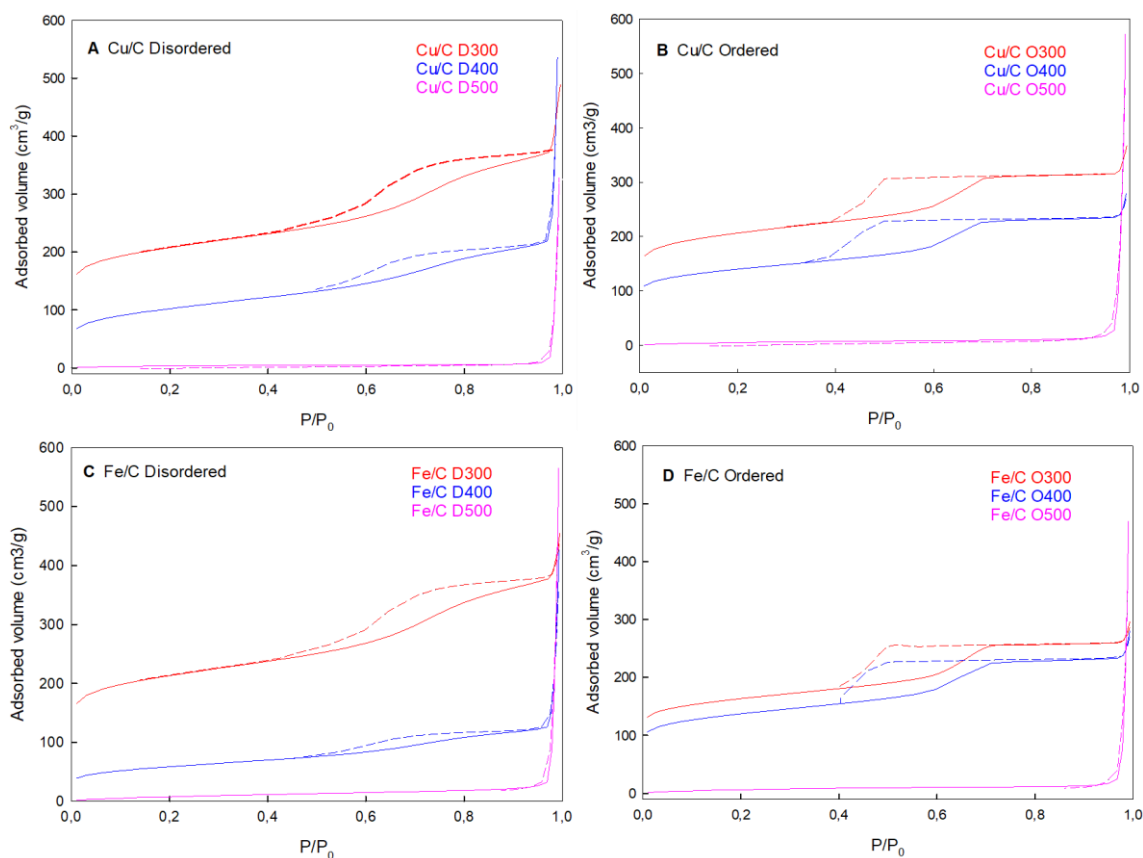 A Cu/C Disordered
Cu/C D300
Cu/C D400
Cu/C D500
600
500
400
300
200
100
0
Adsorbed volume (cm³/g)
0,0 0,2 0,4 0,6 0,8 1,0
P/P₀
B Cu/C Ordered
Cu/C O300
Cu/C O400
Cu/C O500
600
500
400
300
200
100
0
Adsorbed volume (cm3/g)
0,0 0,2 0,4 0,6 0,8 1,0
P/P₀
C Fe/C Disordered
Fe/C D300
Fe/C D400
Fe/C D500
600
500
400
300
200
100
0
Adsorbed volume (cm3/g)
0,0 0,2 0,4 0,6 0,8 1,0
P/P₀
D Fe/C Ordered
Fe/C O300
Fe/C O400
Fe/C O500
600
500
400
300
200
100
0
Adsorbed volume (cm³/g)
0,0 0,2 0,4 0,6 0,8 1,0
P/P₀